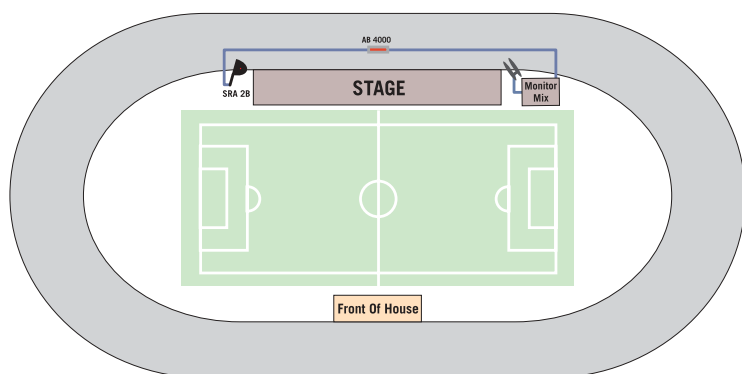 AB 4000
SRA 2B
STAGE
Monitor
Mix
Front Of House